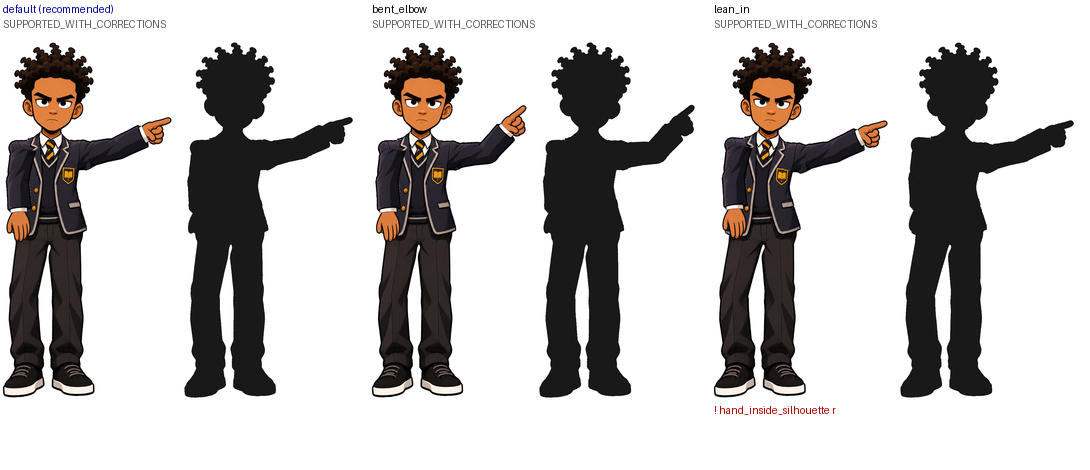 default (recommended)
SUPPORTED_WITH_CORRECTIONS
bent_elbow
SUPPORTED_WITH_CORRECTIONS
lean_in
SUPPORTED_WITH_CORRECTIONS
! hand_inside_silhouette r